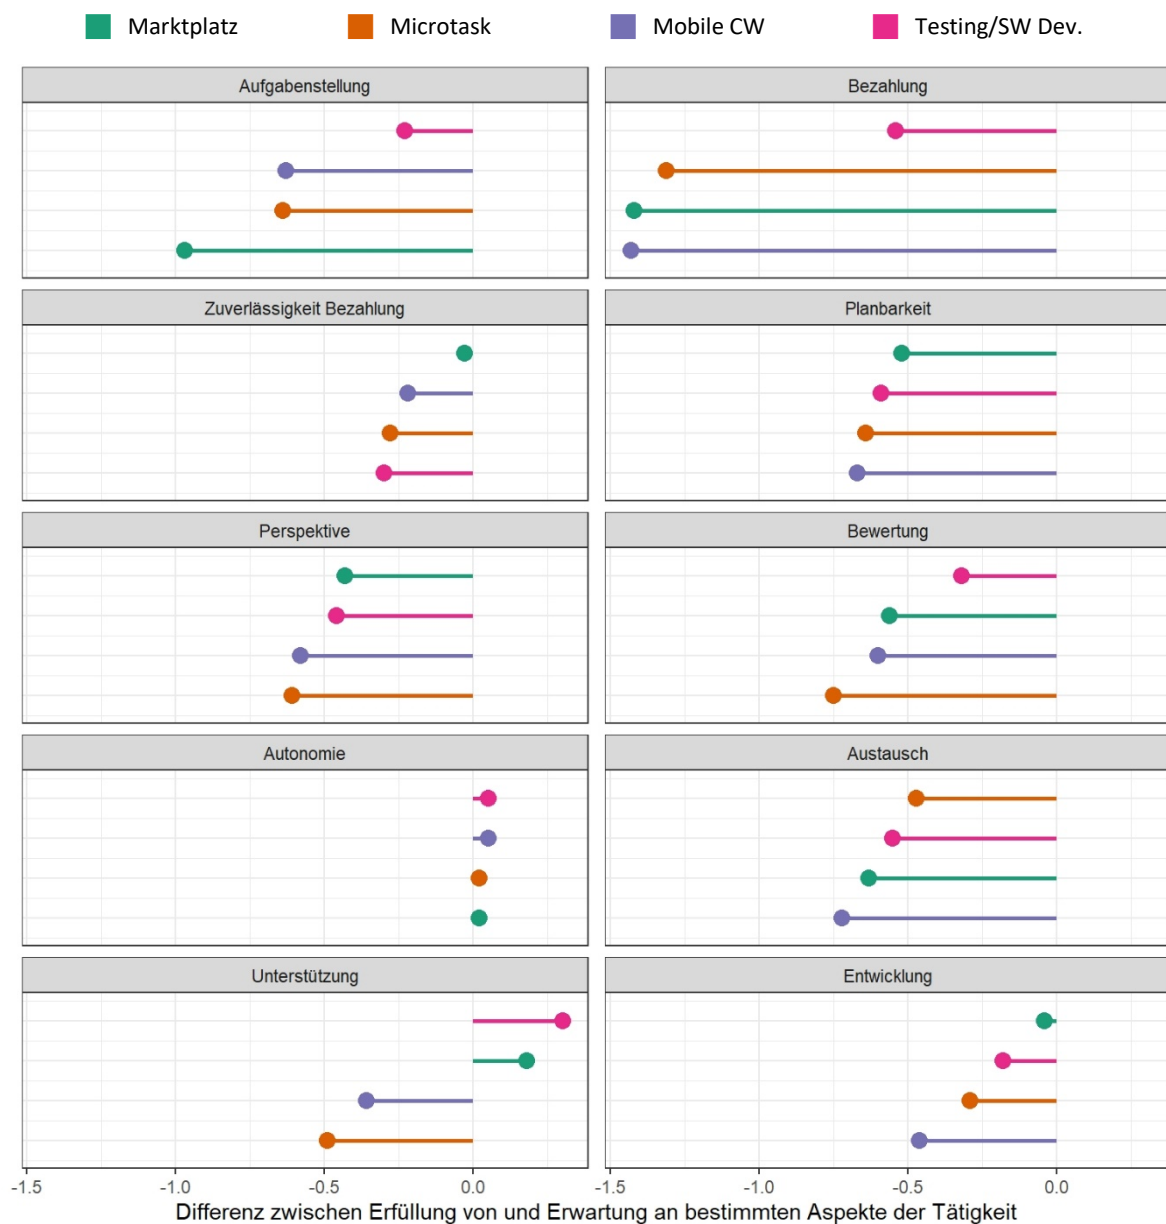 Marktplatz Microtask Mobile CW Testing/SW Dev.
Aufgabenstellung Bezahlung
Zuverlässigkeit Bezahlung Planbarkeit
Perspektive Bewertung
Autonomie Austausch
Unterstützung Entwicklung
-1.5 -1.0 -0.5 0.0 -1.5 -1.0 -0.5 0.0
Differenz zwischen Erfüllung von und Erwartung an bestimmten Aspekte der Tätigkeit